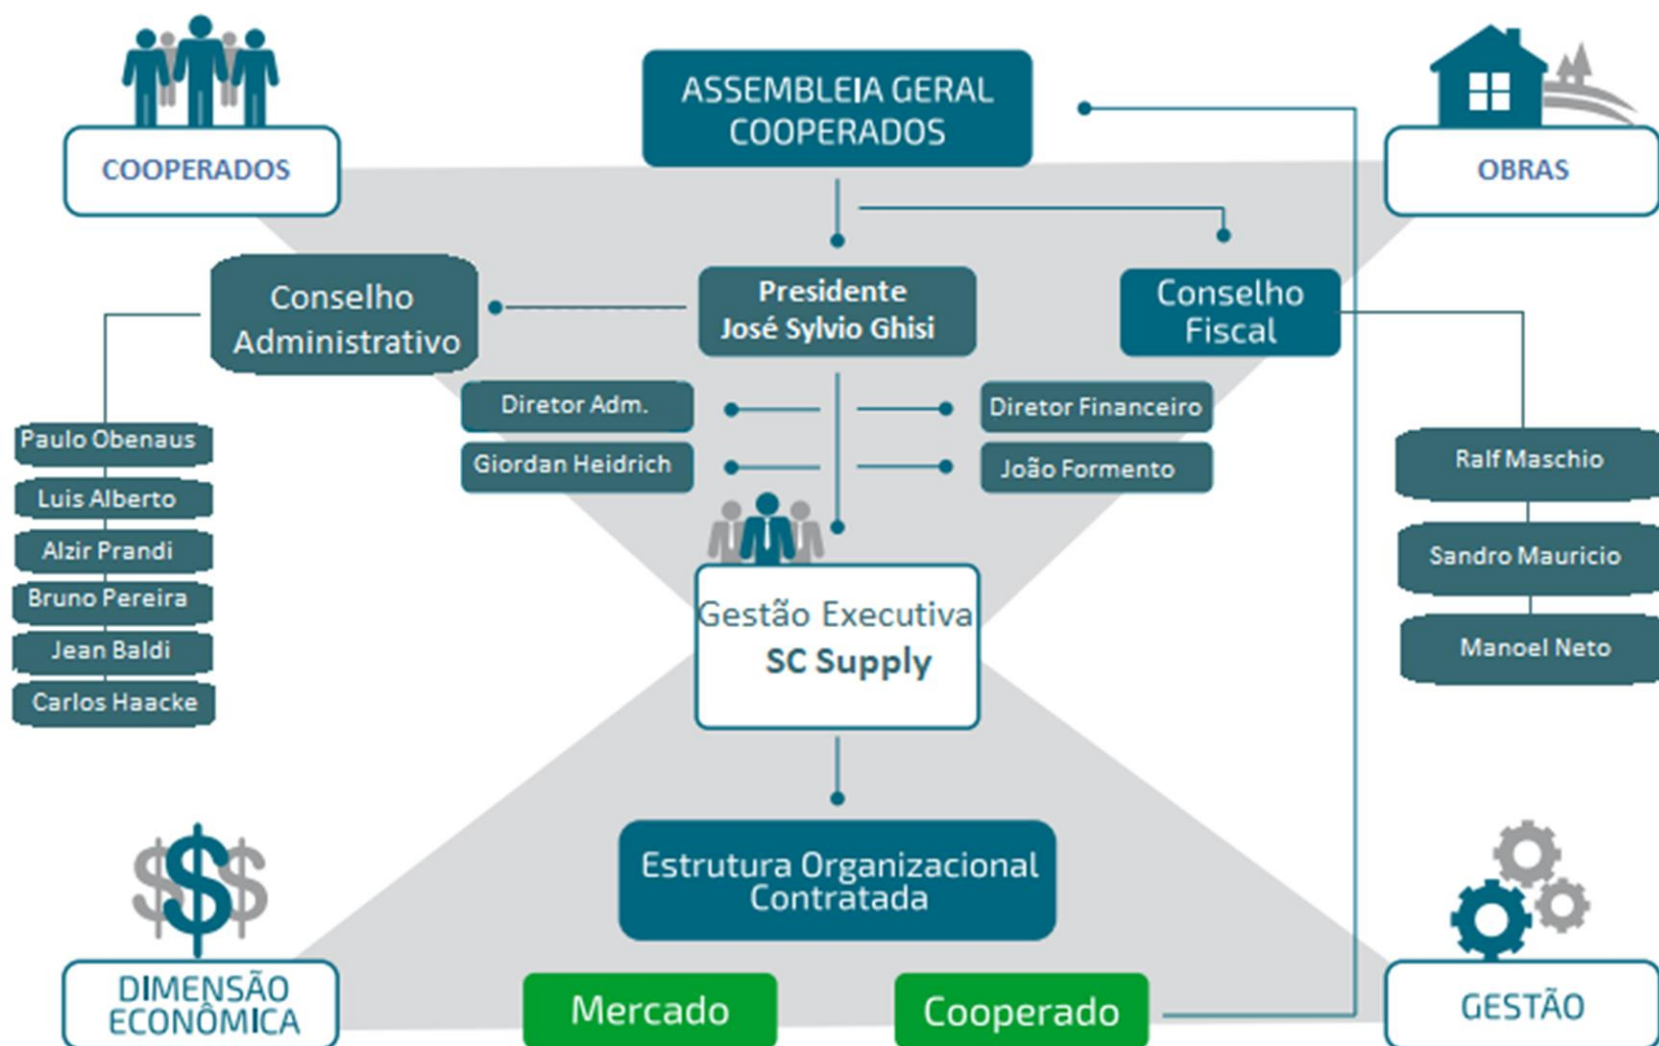 ASSEMBLEIA GERAL
COOPERADOS
COOPERADOS
OBRAS
Conselho
Administrativo
Presidente
José Sylvio Ghisi
Conselho
Fiscal
Diretor Adm.
Diretor Financeiro
Giordan Heidrich
João Formento
Paulo Obenaus
Luis Alberto
Alzir Prandi
Bruno Pereira
Jean Baldi
Carlos Haacke
Ralf Maschio
Sandro Mauricio
Manoel Neto
Gestão Executiva
SC Supply
Estrutura Organizacional
Contratada
DIMENSÃO
ECONÔMICA
Mercado
Cooperado
GESTÃO